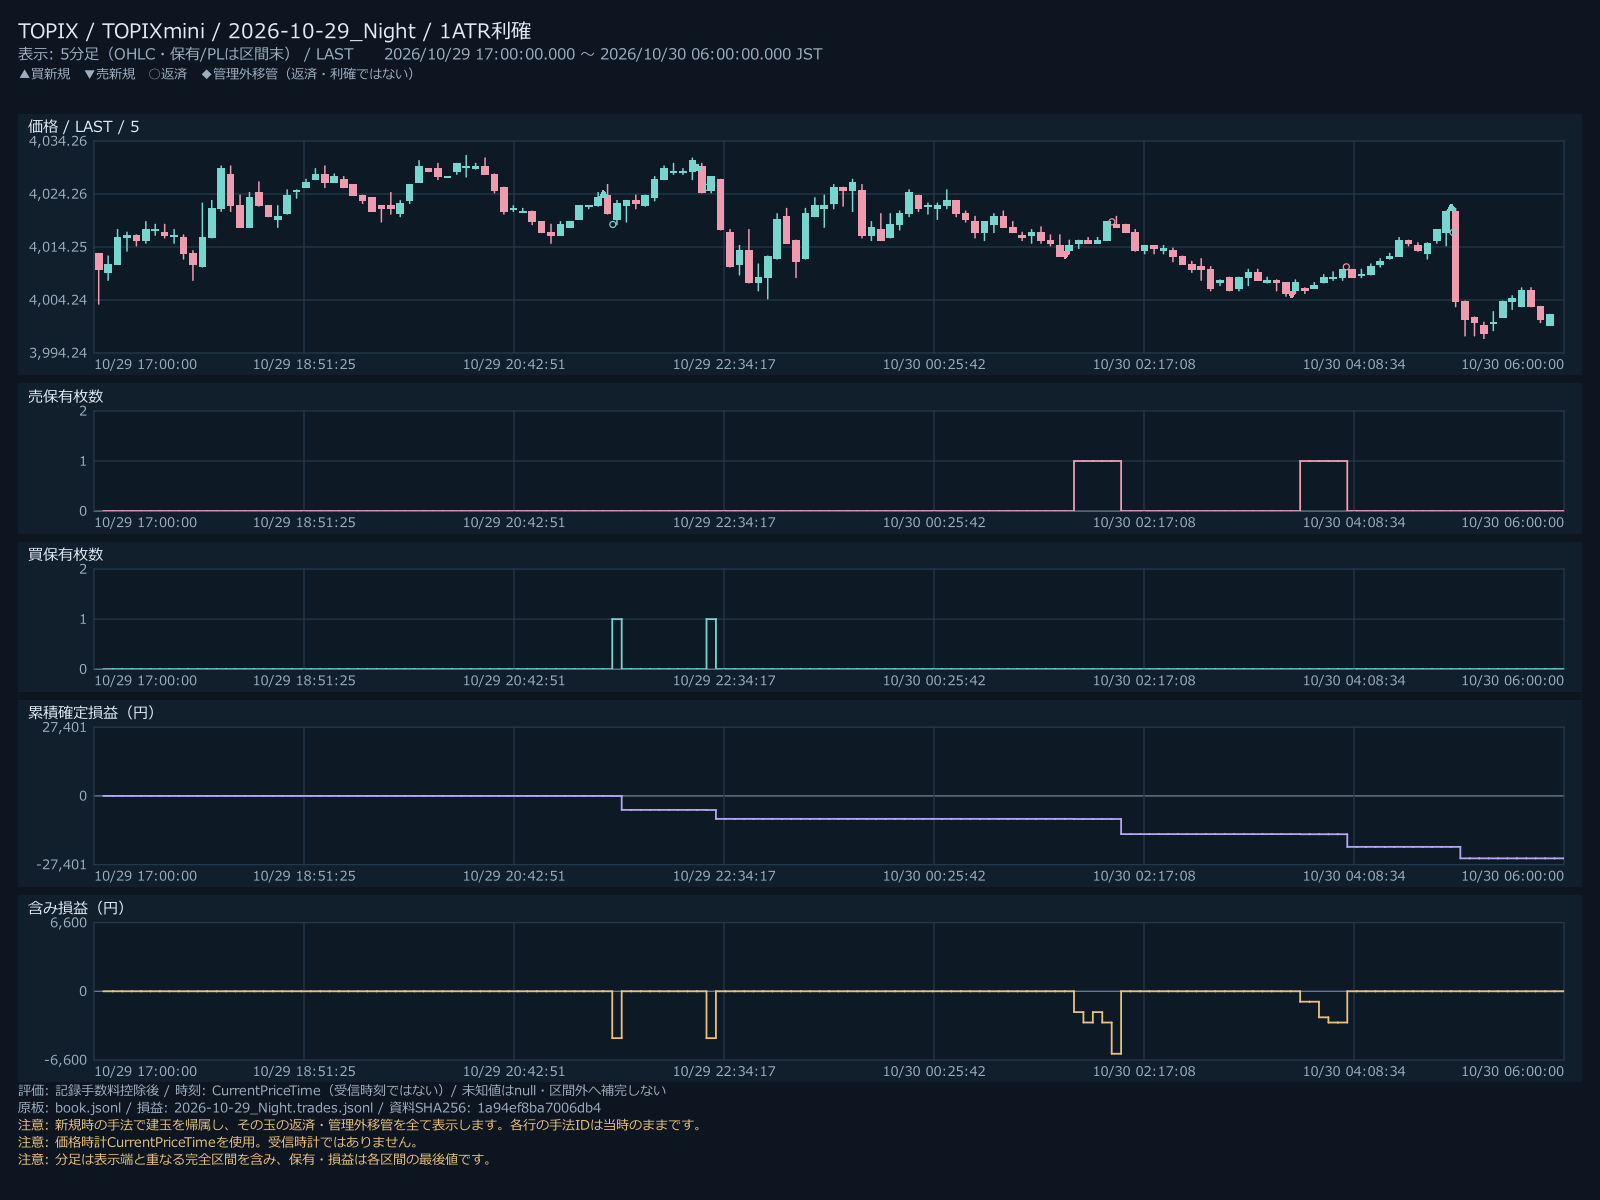 TOPIX / TOPIXmini / 2026-10-29_Night / 1ATR利確
表示: 5分足（OHLC・保有/PLは区間末） / LAST 2026/10/29 17:00:00.000 ～ 2026/10/30 06:00:00.000 JST
▲買新規 ▼売新規 ○返済 ◆管理外移管（返済・利確ではない）
価格 / LAST / 5
4,034.26
4,024.26
4,014.25
4,004.24
3,994.24
10/29 17:00:00 10/29 18:51:25 10/29 20:42:51 10/29 22:34:17 10/30 00:25:42 10/30 02:17:08 10/30 04:08:34 10/30 06:00:00
売保有枚数
2
1
0
10/29 17:00:00 10/29 18:51:25 10/29 20:42:51 10/29 22:34:17 10/30 00:25:42 10/30 02:17:08 10/30 04:08:34 10/30 06:00:00
買保有枚数
2
1
0
10/29 17:00:00 10/29 18:51:25 10/29 20:42:51 10/29 22:34:17 10/30 00:25:42 10/30 02:17:08 10/30 04:08:34 10/30 06:00:00
累積確定損益（円）
27,401
0
-27,401
10/29 17:00:00 10/29 18:51:25 10/29 20:42:51 10/29 22:34:17 10/30 00:25:42 10/30 02:17:08 10/30 04:08:34 10/30 06:00:00
含み損益（円）
6,600
0
-6,600
10/29 17:00:00 10/29 18:51:25 10/29 20:42:51 10/29 22:34:17 10/30 00:25:42 10/30 02:17:08 10/30 04:08:34 10/30 06:00:00
評価: 記録手数料控除後 / 時刻: CurrentPriceTime（受信時刻ではない）/ 未知値はnull・区間外へ補完しない
原板: book.jsonl / 損益: 2026-10-29_Night.trades.jsonl / 資料SHA256: 1a94ef8ba7006db4
注意: 新規時の手法で建玉を帰属し、その玉の返済・管理外移管を全て表示します。各行の手法IDは当時のままです。
注意: 価格時計CurrentPriceTimeを使用。受信時計ではありません。
注意: 分足は表示端と重なる完全区間を含み、保有・損益は各区間の最後値です。